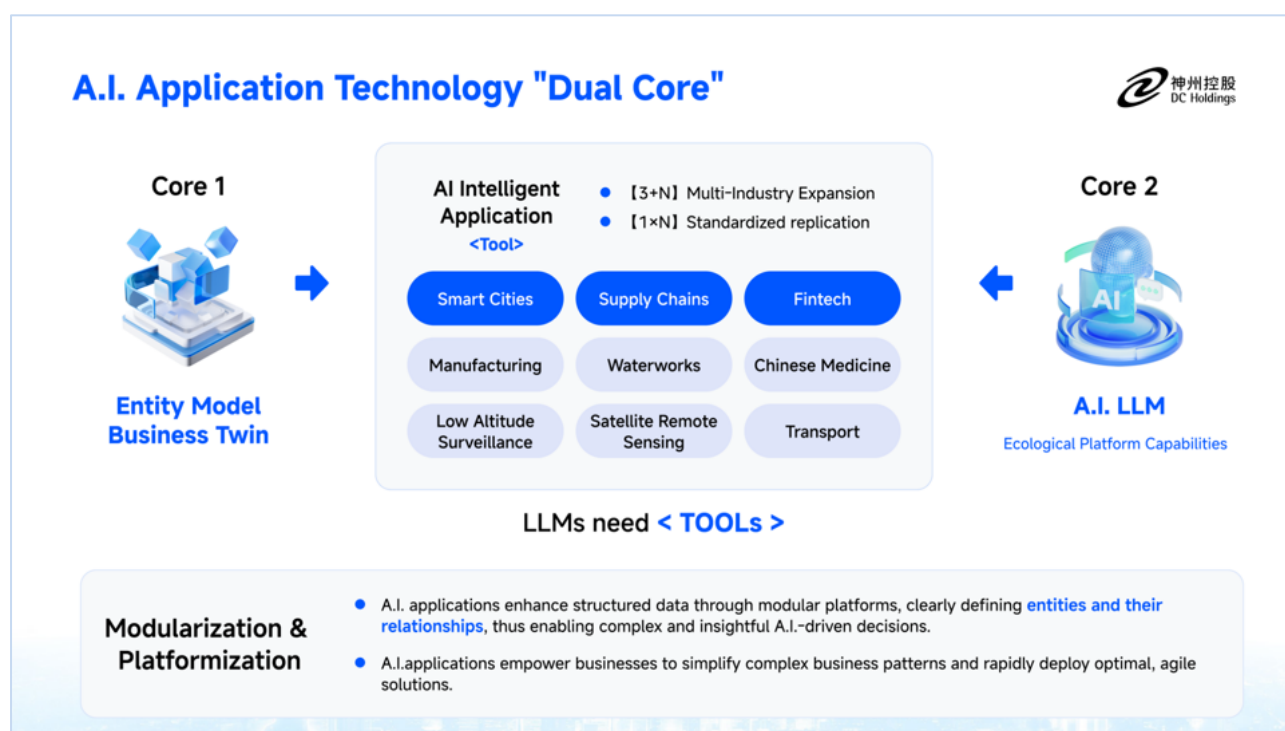 A.I. Application Technology "Dual Core"
神州控股
DC Holdings
Core 1
Entity Model
Business Twin
AI Intelligent
Application
<Tool>
【3+N】Multi-Industry Expansion
【1×N】Standardized replication
Smart Cities
Supply Chains
Fintech
Manufacturing
Waterworks
Chinese Medicine
Low Altitude
Surveillance
Satellite Remote
Sensing
Transport
Core 2
AI
A.I. LLM
Ecological Platform Capabilities
LLMs need < TOOLs >
Modularization &
Platformization
A.I. applications enhance structured data through modular platforms, clearly defining entities and their
relationships, thus enabling complex and insightful A.I.-driven decisions.
A.I.applications empower businesses to simplify complex business patterns and rapidly deploy optimal, agile
solutions.